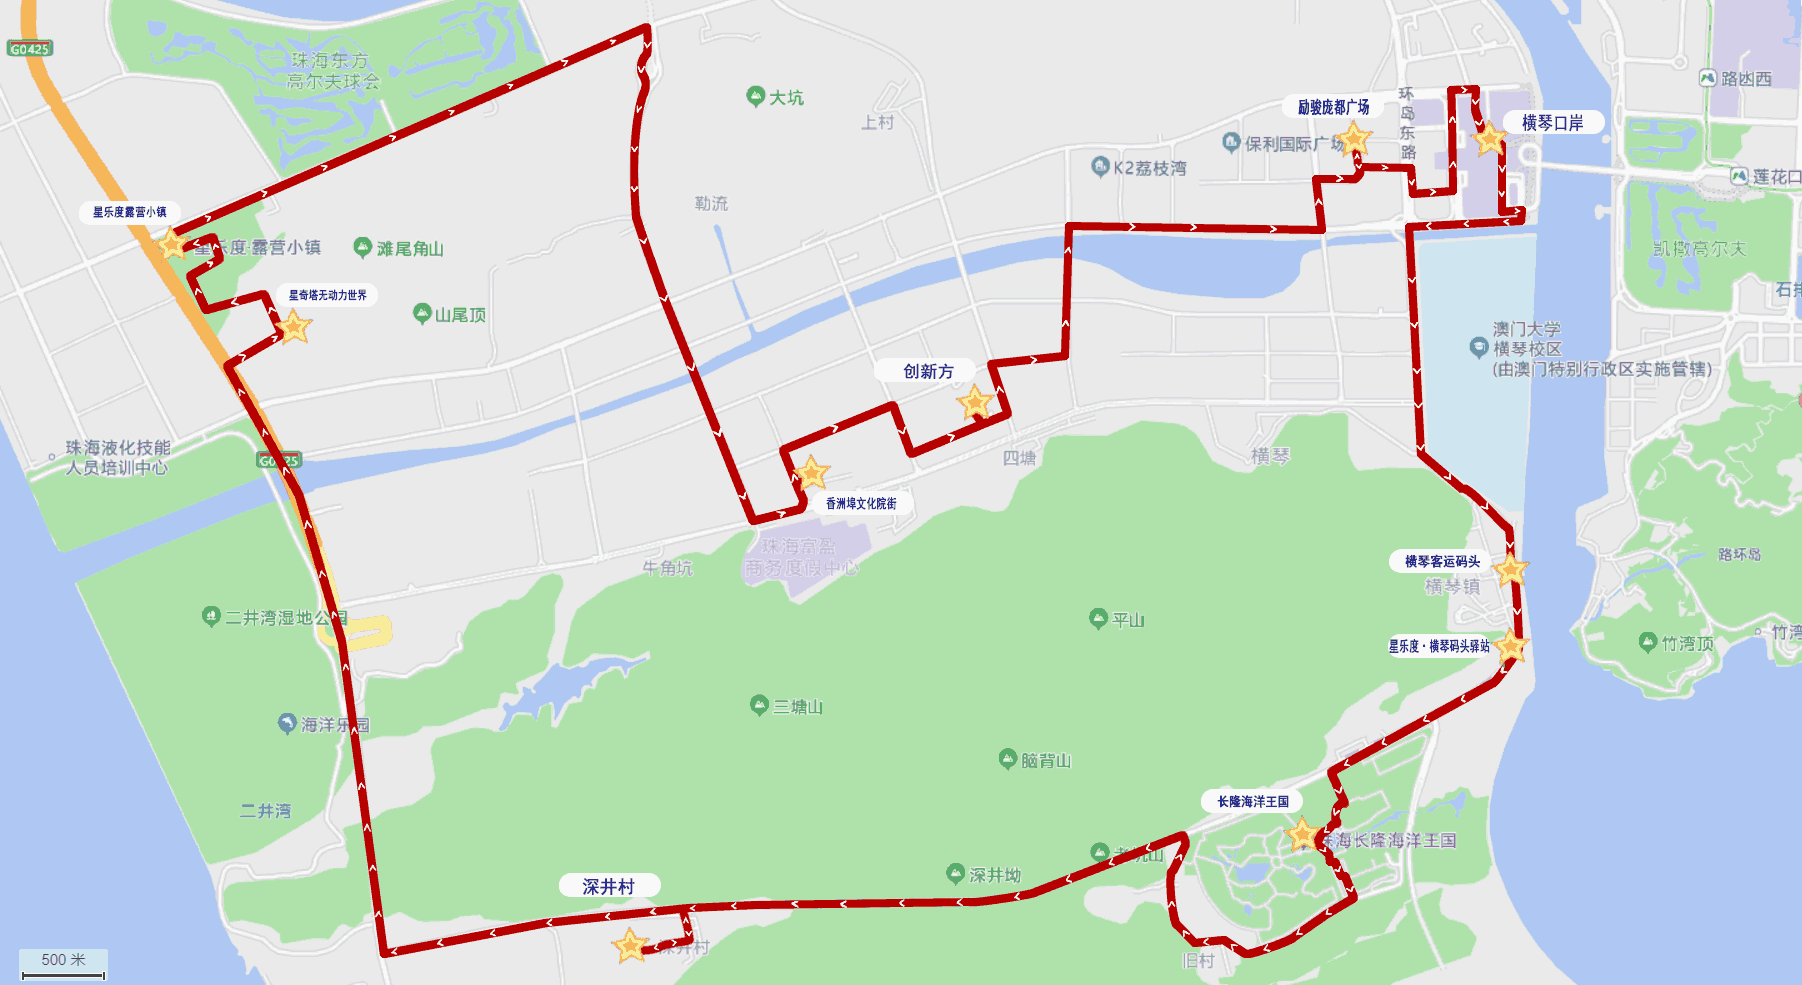 G0425
珠海东方
高尔夫球会
大坑
上村
励骏庞都广场
环
岛
东
路
横琴口岸
路凼西
保利国际广场
K2荔枝湾
莲花口
星乐度露营小镇
勒流
星乐度·露营小镇
滩尾角山
凯撒高尔夫
星奇塔无动力世界
山尾顶
石排
澳门大学
横琴校区
(由澳门特别行政区实施管辖)
创新方
珠海液化技能
人员培训中心
G0425
四塘
横琴
香洲埠文化院街
珠海富盈
商务度假中心
牛角坑
横琴客运码头
横琴镇
路环岛
二井湾湿地公园
平山
竹湾顶
竹湾
星乐度·横琴码头驿站
海洋乐园
三塘山
脑背山
二井湾
长隆海洋王国
珠海长隆海洋王国
深井坳
深井村
深井村
旧村
500 米